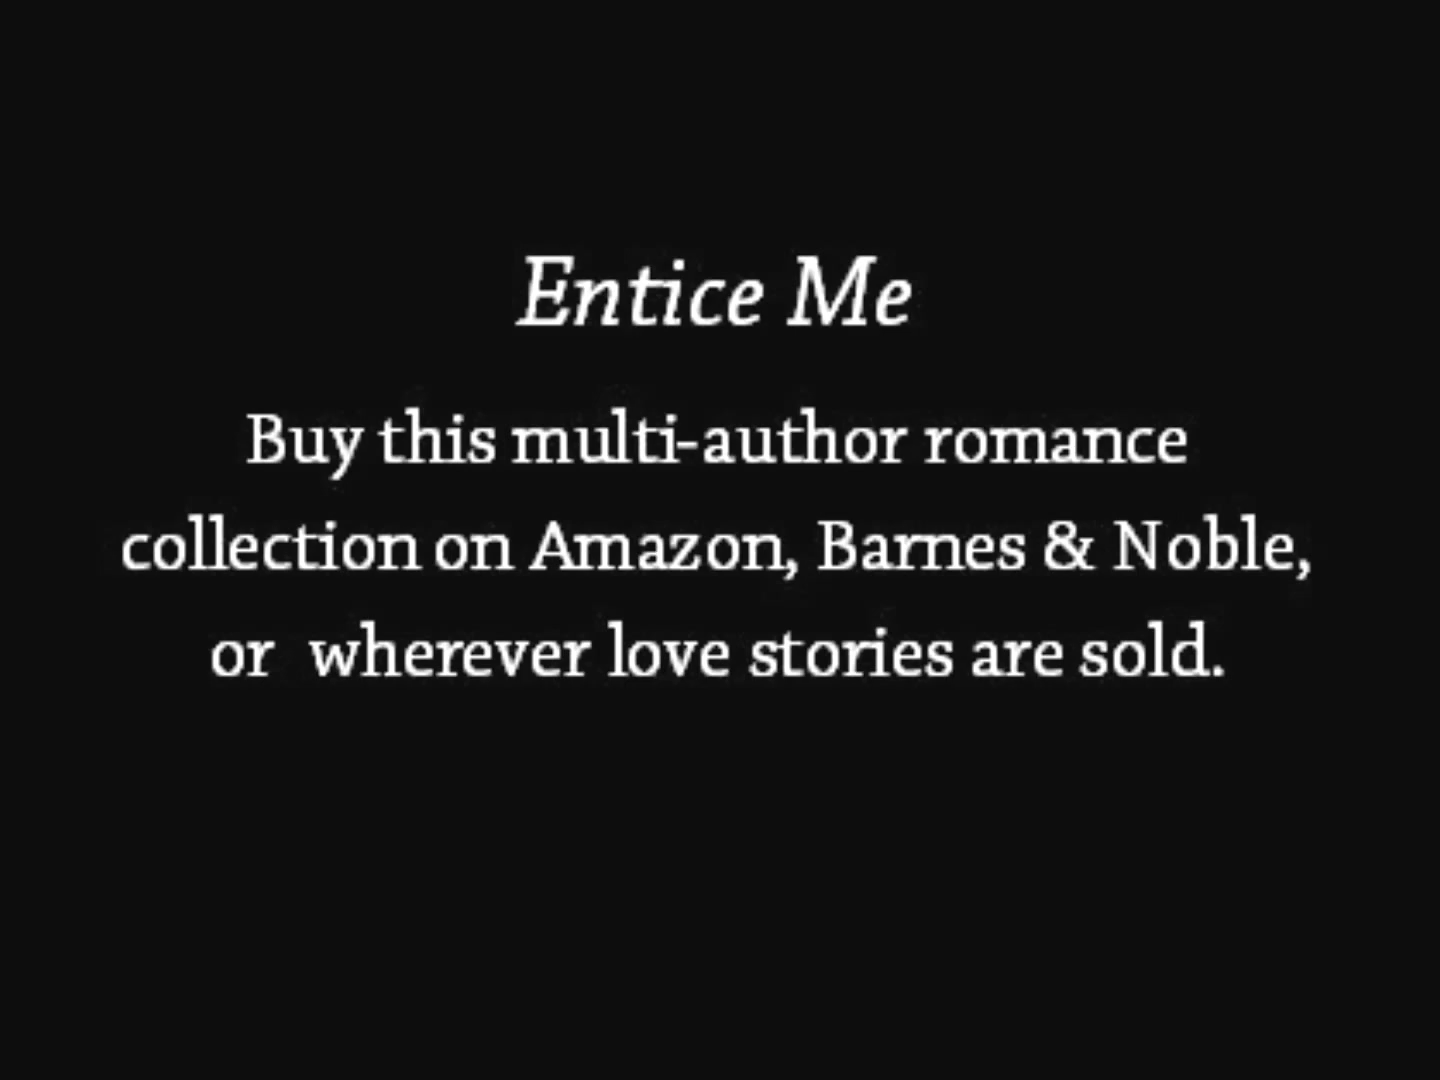 Entice Me
Buy this multi-author romance
collection on Amazon, Barnes & Noble,
or  wherever love stories are sold.